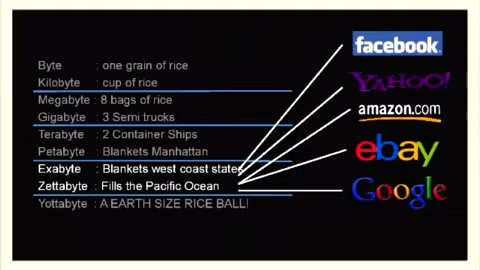 Byte : one grain of rice
Kilobyte : cup of rice
Megabyte : 8 bags of rice
Gigabyte : 3 Semi trucks
Terabyte : 2 Container Ships
Petabyte : Blankets Manhattan
Exabyte : Blankets west coast states
Zettabyte : Fills the Pacific Ocean
Yottabyte : A EARTH SIZE RICE BALL!
facebook.
YAHOO!
amazon.com
ebay
Google